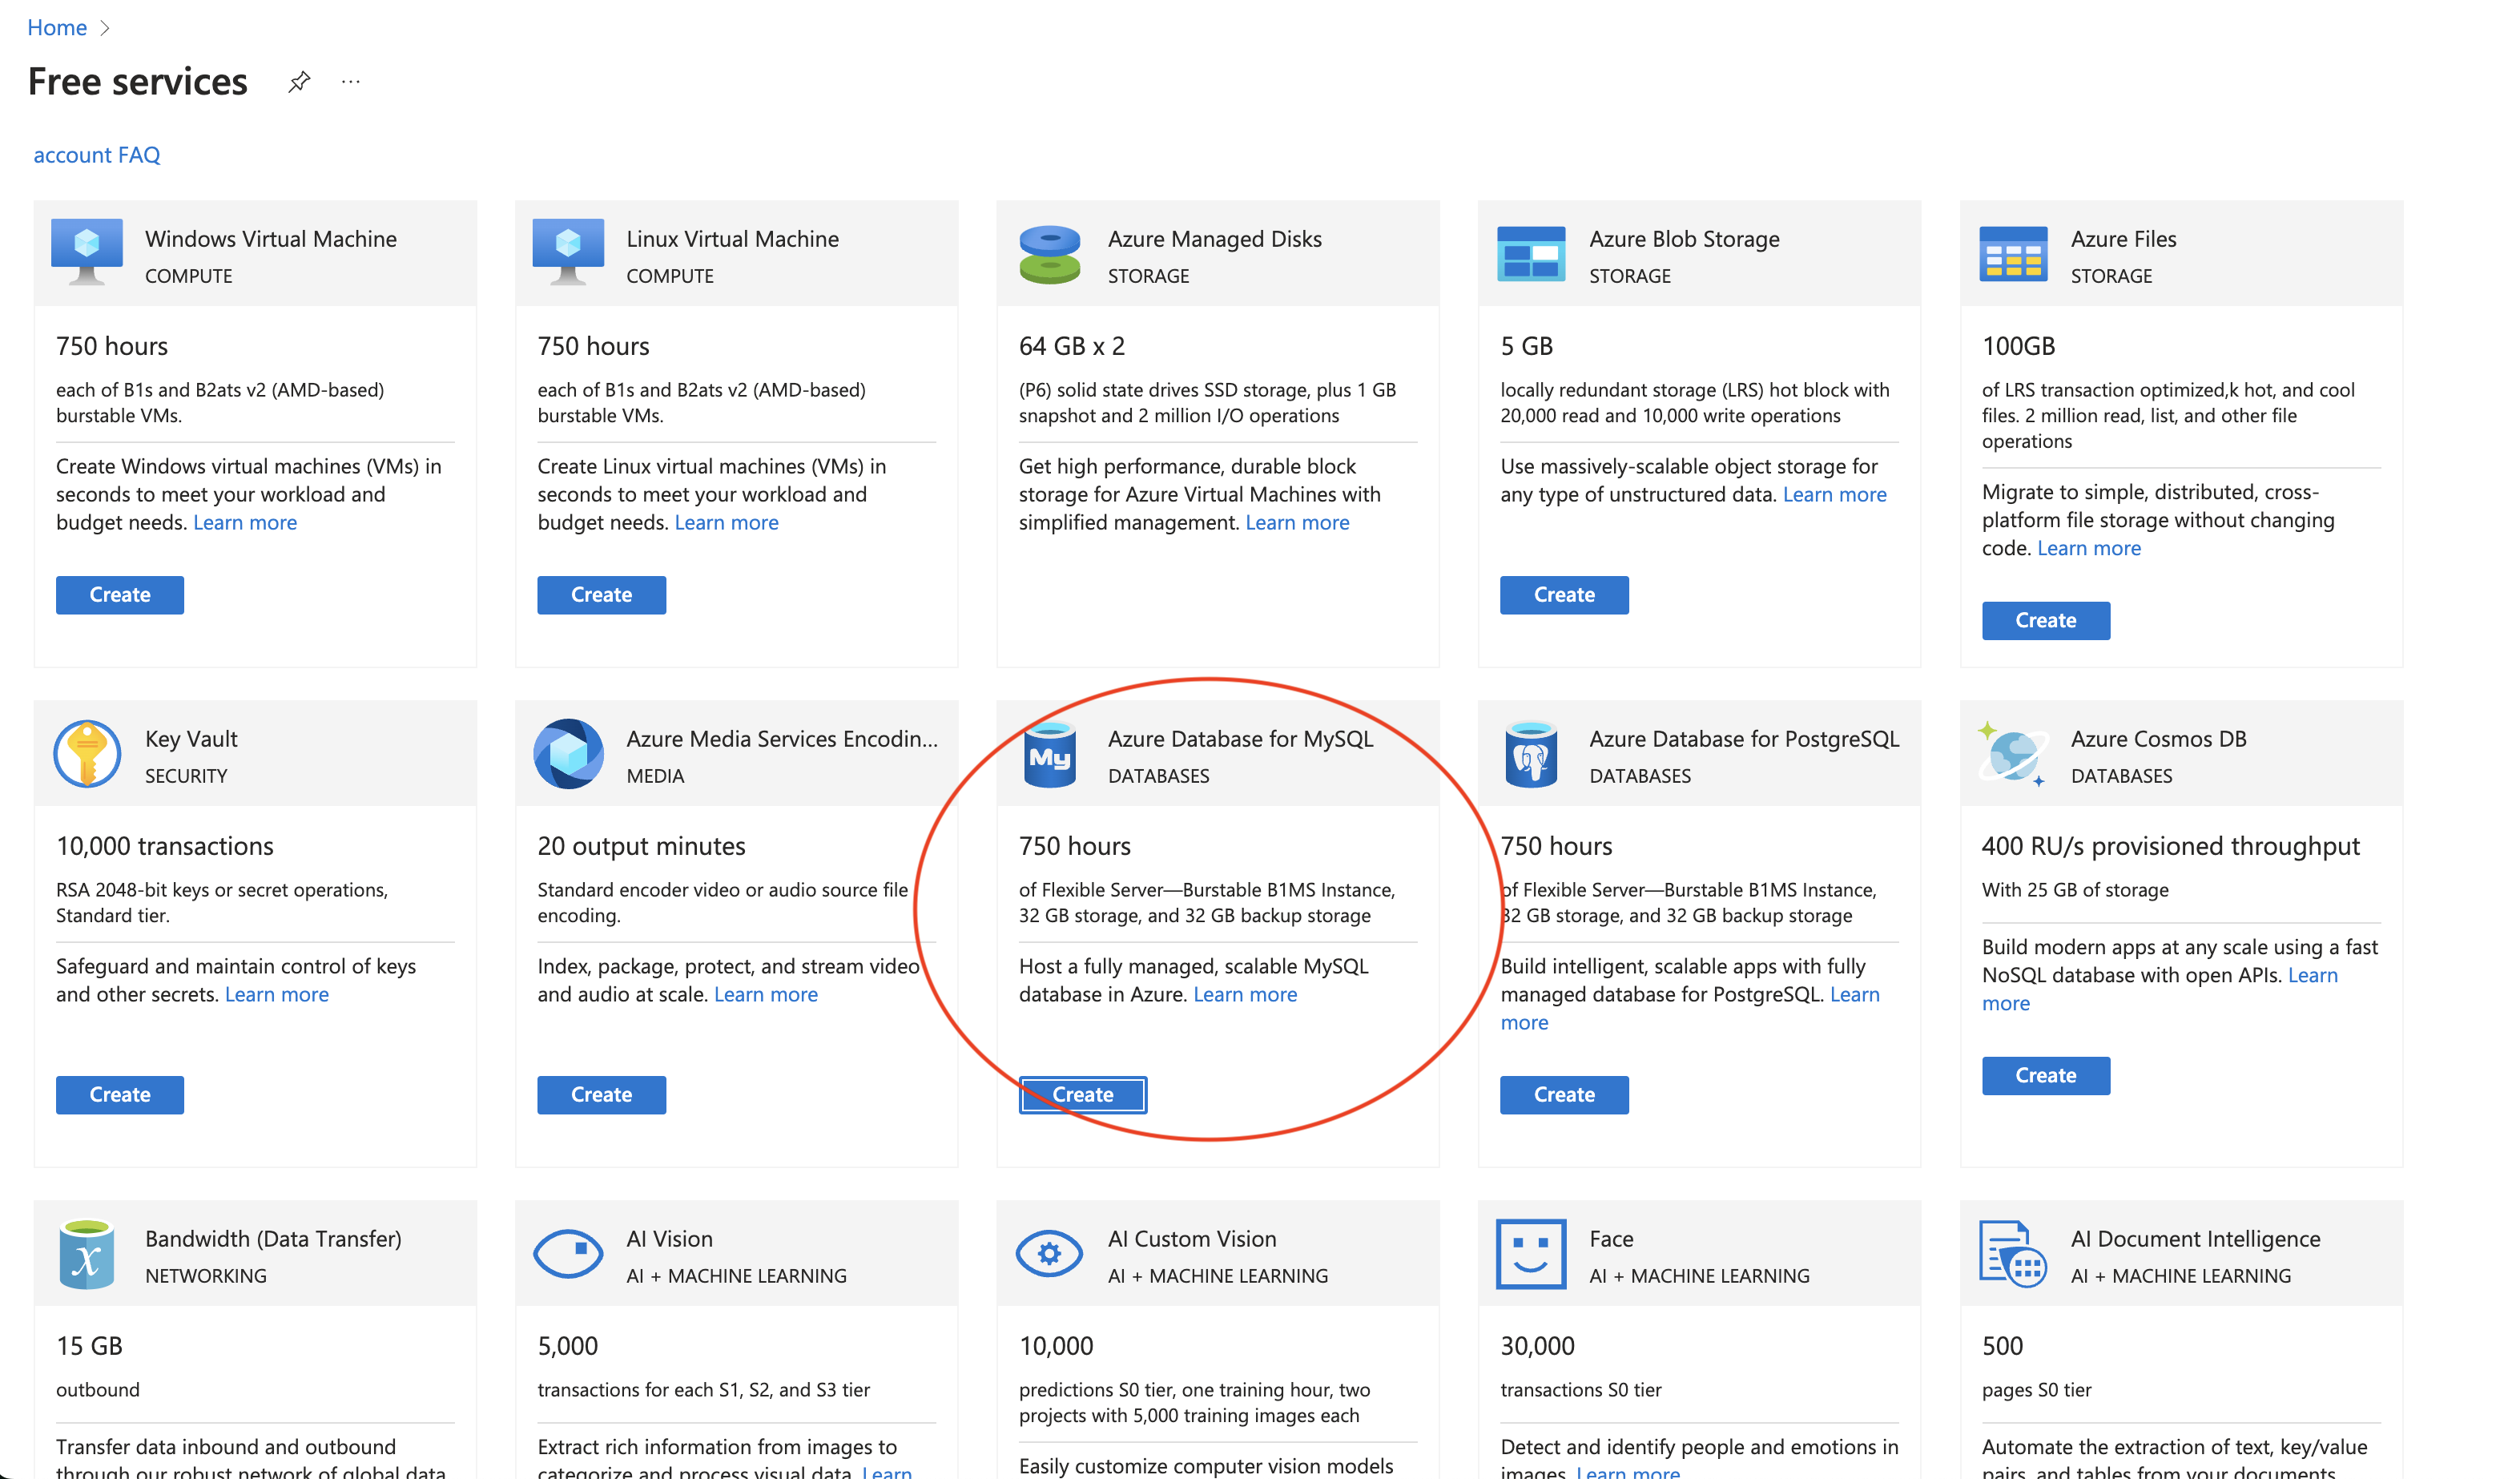 Home
Free services
...
account FAQ
Windows Virtual Machine
COMPUTE
750 hours
each of B1s and B2ats v2 (AMD-based)
burstable VMs.
Create Windows virtual machines (VMs) in
seconds to meet your workload and
budget needs. Learn more
Create
Linux Virtual Machine
COMPUTE
750 hours
each of B1s and B2ats v2 (AMD-based)
burstable VMs.
Create Linux virtual machines (VMs) in
seconds to meet your workload and
budget needs. Learn more
Create
Azure Managed Disks
STORAGE
64 GB x 2
(P6) solid state drives SSD storage, plus 1 GB
snapshot and 2 million I/O operations
Get high performance, durable block
storage for Azure Virtual Machines with
simplified management. Learn more
Azure Blob Storage
STORAGE
5 GB
locally redundant storage (LRS) hot block with
20,000 read and 10,000 write operations
Use massively-scalable object storage for
any type of unstructured data. Learn more
Create
Azure Files
STORAGE
100GB
of LRS transaction optimized,k hot, and cool
files. 2 million read, list, and other file
operations
Migrate to simple, distributed, cross-
platform file storage without changing
code. Learn more
Create
Key Vault
SECURITY
10,000 transactions
RSA 2048-bit keys or secret operations,
Standard tier.
Safeguard and maintain control of keys
and other secrets. Learn more
Create
Azure Media Services Encodin...
MEDIA
20 output minutes
Standard encoder video or audio source file
encoding.
Index, package, protect, and stream video
and audio at scale. Learn more
Create
My
Azure Database for MySQL
DATABASES
750 hours
of Flexible Server—Burstable B1MS Instance,
32 GB storage, and 32 GB backup storage
Host a fully managed, scalable MySQL
database in Azure. Learn more
Create
Azure Database for PostgreSQL
DATABASES
750 hours
of Flexible Server—Burstable B1MS Instance,
32 GB storage, and 32 GB backup storage
Build intelligent, scalable apps with fully
managed database for PostgreSQL. Learn
more
Create
Azure Cosmos DB
DATABASES
400 RU/s provisioned throughput
With 25 GB of storage
Build modern apps at any scale using a fast
NoSQL database with open APIs. Learn
more
Create
x
Bandwidth (Data Transfer)
NETWORKING
15 GB
outbound
Transfer data inbound and outbound
through our robust network of global data
AI Vision
AI + MACHINE LEARNING
5,000
transactions for each S1, S2, and S3 tier
Extract rich information from images to
categorize and process visual data. Learn
AI Custom Vision
AI + MACHINE LEARNING
10,000
predictions S0 tier, one training hour, two
projects with 5,000 training images each
Easily customize computer vision models
Face
AI + MACHINE LEARNING
30,000
transactions S0 tier
Detect and identify people and emotions in
images. Learn more
AI Document Intelligence
AI + MACHINE LEARNING
500
pages S0 tier
Automate the extraction of text, key/value
pairs, and tables from your documents